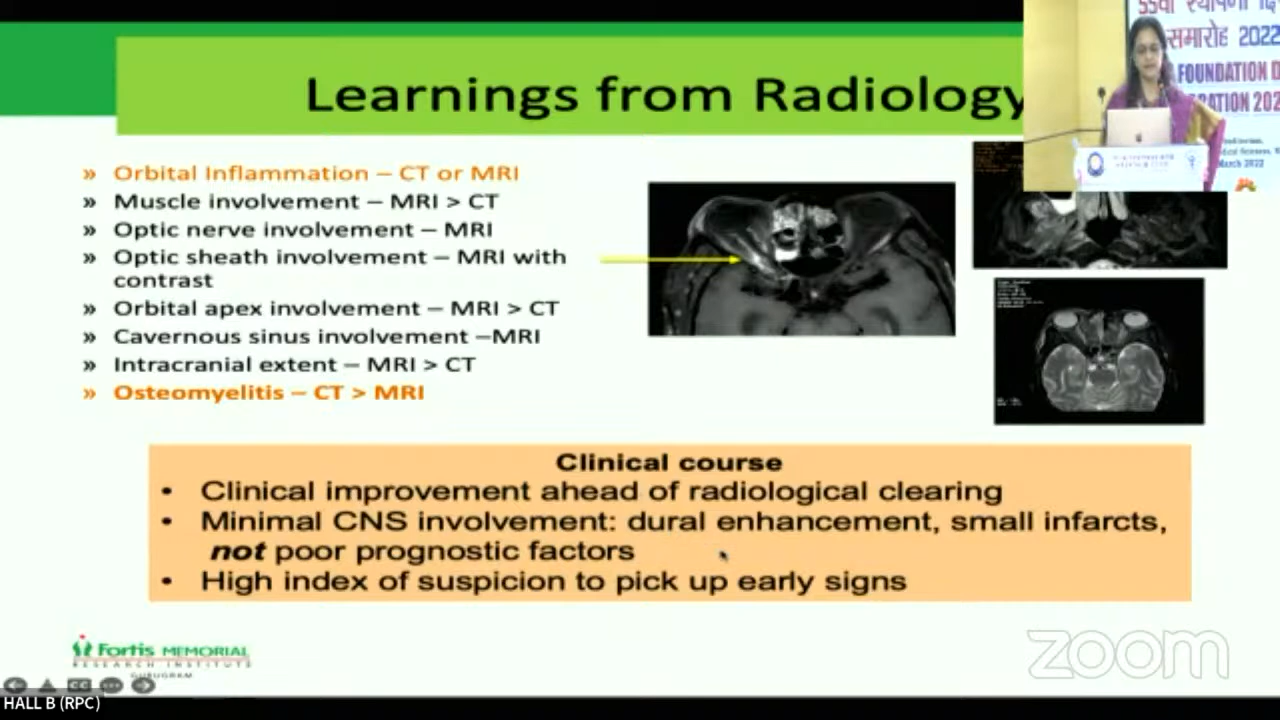 55वां स्थापना दि
समारोह 2022
FOUNDATION D
RATION 202
March 2022
Learnings from Radiology
» Orbital Inflammation – CT or MRI
» Muscle involvement – MRI > CT
» Optic nerve involvement – MRI
» Optic sheath involvement – MRI with
contrast
» Orbital apex involvement – MRI > CT
» Cavernous sinus involvement –MRI
» Intracranial extent – MRI > CT
» Osteomyelitis – CT > MRI
Clinical course
• Clinical improvement ahead of radiological clearing
• Minimal CNS involvement: dural enhancement, small infarcts,
not poor prognostic factors
• High index of suspicion to pick up early signs
Fortis MEMORIAL
RESEARCH INSTITUTE
GURUGRAM
zoom
CC
HALL B (RPC)